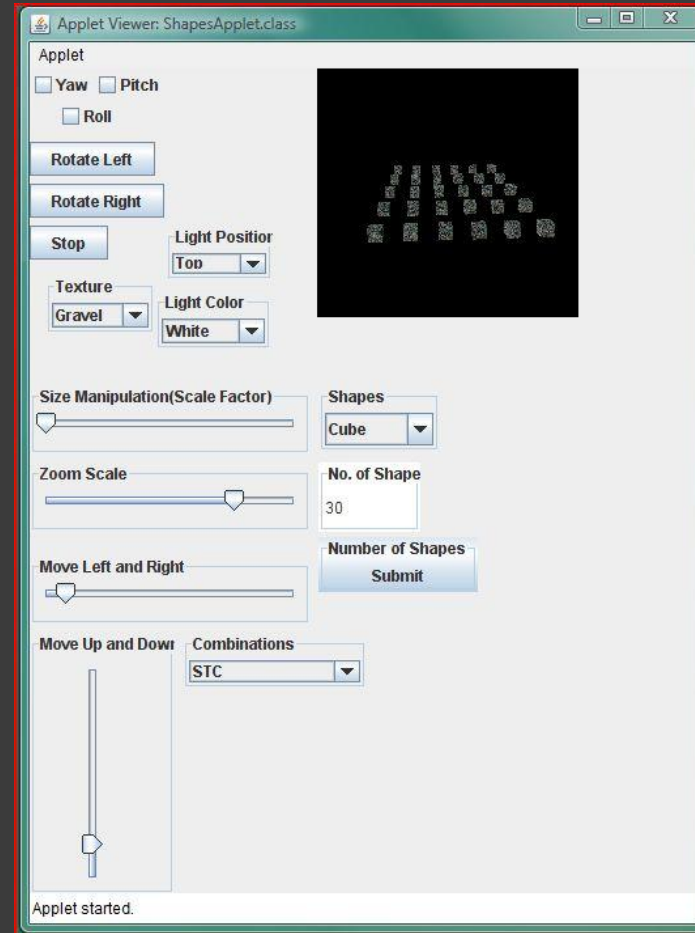 Applet Viewer: ShapesApplet.class
Applet
Yaw Pitch
Roll
Rotate Left
Rotate Right
Stop
Light Position
Top
Texture
Gravel
Light Color
White
Size Manipulation(Scale Factor)
Shapes
Cube
Zoom Scale
No. of Shape
30
Number of Shapes
Submit
Move Left and Right
Move Up and Down
Combinations
STC
Applet started.